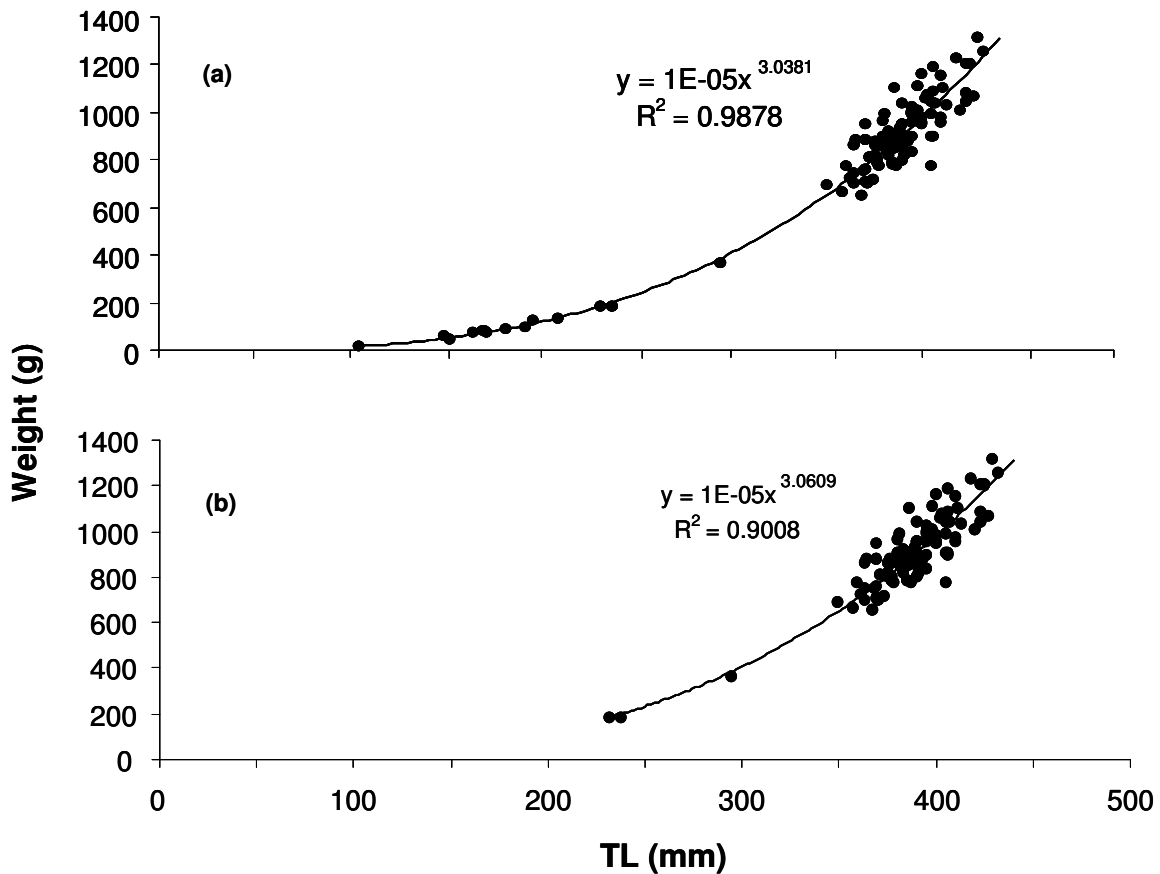 1400
1200
1000
800
600
400
200
0
(a)
y = 1E-05x^3.0381
R² = 0.9878
Weight (g)
1400
1200
1000
800
600
400
200
0
(b)
y = 1E-05x^3.0609
R² = 0.9008
0 100 200 300 400 500
TL (mm)